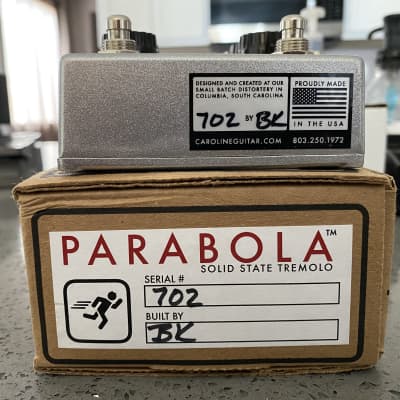 DESIGNED AND CREATED AT OUR
SMALL BATCH DISTORTERY IN
COLUMBIA, SOUTH CAROLINA
702 BY BK
CAROLINEGUITAR.COM
PROUDLY MADE
IN THE USA
803.250.1972
PARABOLA™
SOLID STATE TREMOLO
SERIAL #
702
BUILT BY
BK